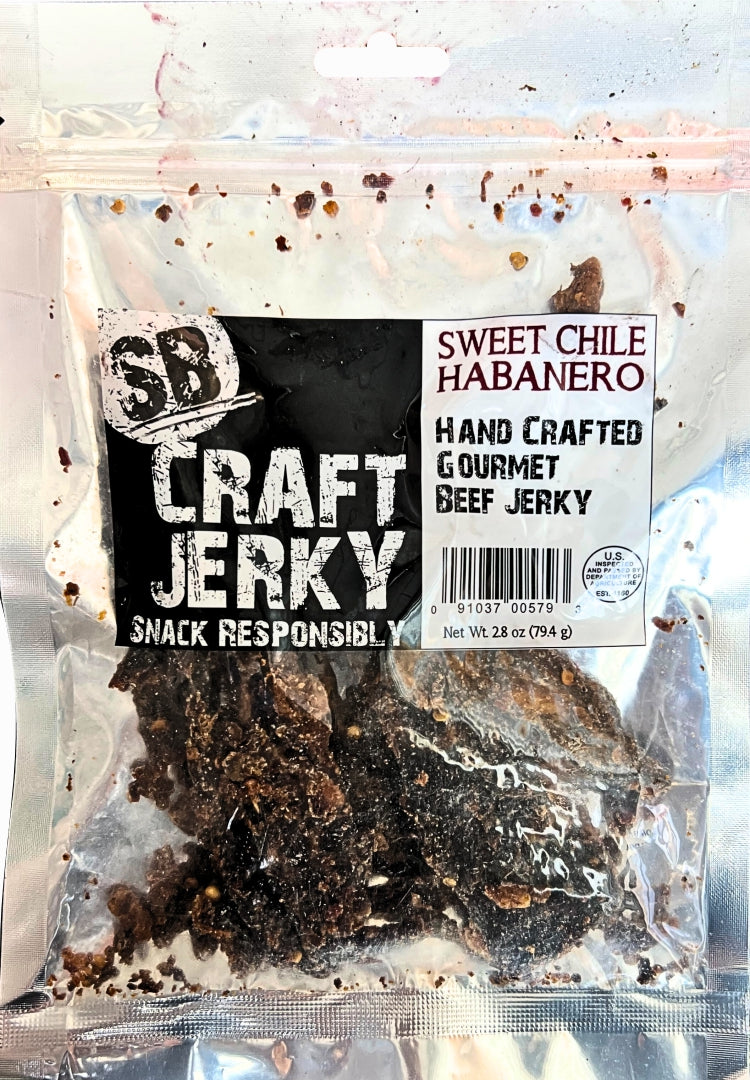 SB
CRAFT
JERKY
SNACK RESPONSIBLY
SWEET CHILE
HABANERO
HAND CRAFTED
GOURMET
BEEF JERKY
U.S.
INSPECTED
AND PASSED BY
DEPARTMENT OF
AGRICULTURE
EST.
0 91037 00579 3
Net Wt. 2.8 oz (79.4 g)